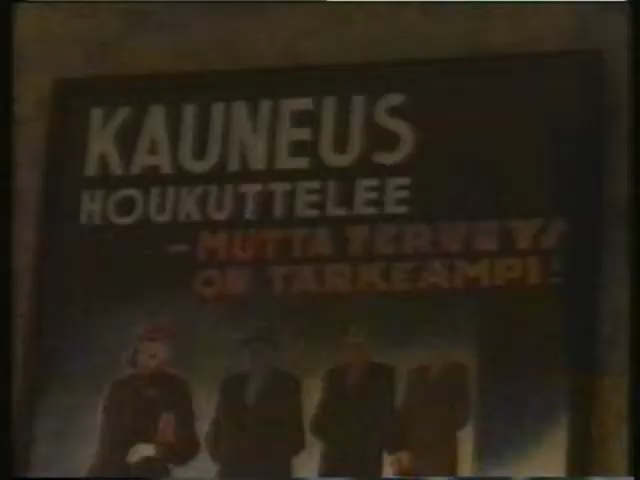 KAUNEUS
HOUKUTTELEE
- MUTTA TERVEYS
ON TÄRKEÄMPI!